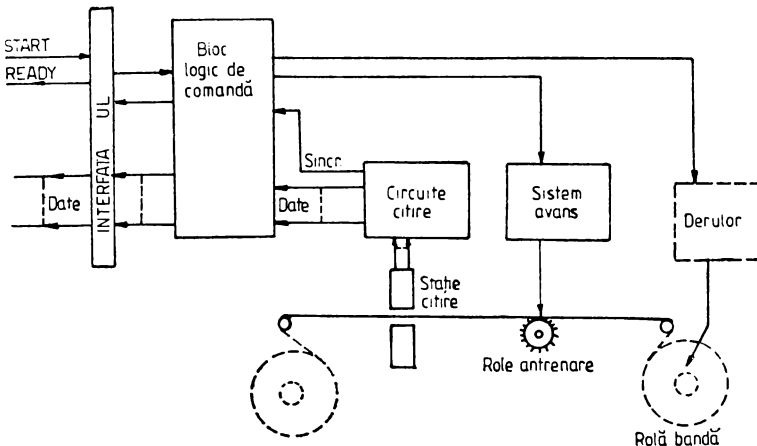 START
READY
INTERFAȚA UL
Bloc
logic de
comandă
Sincr.
Date
Date
Circuite
citire
Sistem
avans
Derulor
Stație
citire
Role antrenare
Rolă bandă